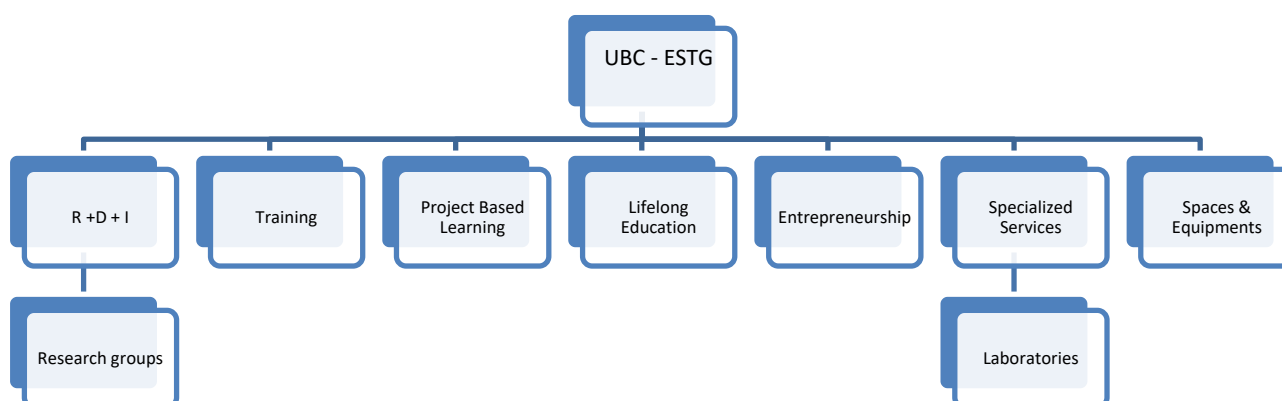 UBC - ESTG
R +D + I
Training
Project Based
Learning
Lifelong
Education
Entrepreneurship
Specialized
Services
Spaces &
Equipments
Research groups
Laboratories